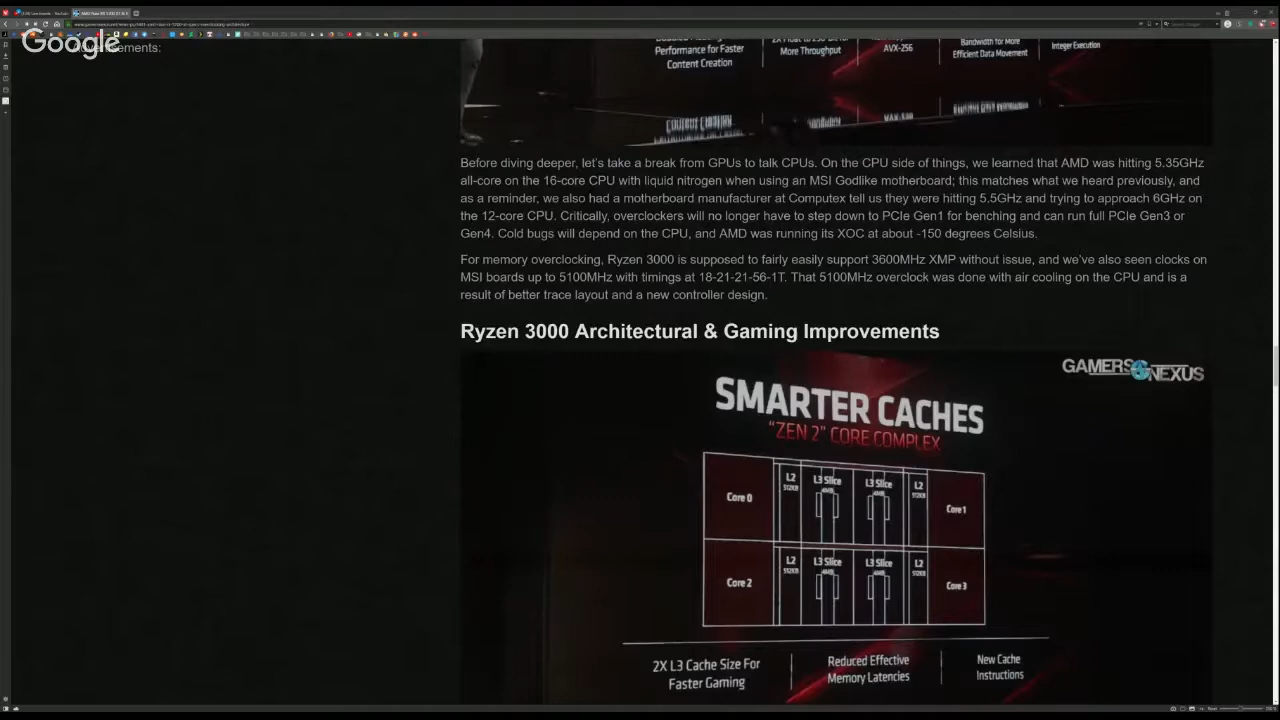 Google
Advertisements:
Performance for Faster
Content Creation
More Throughput
AVX-256
Bandwidth for More
Efficient Data Movement
Integer Execution
Before diving deeper, let's take a break from GPUs to talk CPUs. On the CPU side of things, we learned that AMD was hitting 5.35GHz
all-core on the 16-core CPU with liquid nitrogen when using an MSI Godlike motherboard; this matches what we heard previously, and
as a reminder, we also had a motherboard manufacturer at Computex tell us they were hitting 5.5GHz and trying to approach 6GHz on
the 12-core CPU. Critically, overclockers will no longer have to step down to PCIe Gen1 for benching and can run full PCIe Gen3 or
Gen4. Cold bugs will depend on the CPU, and AMD was running its XOC at about -150 degrees Celsius.
For memory overclocking, Ryzen 3000 is supposed to fairly easily support 3600MHz XMP without issue, and we've also seen clocks on
MSI boards up to 5100MHz with timings at 18-21-21-56-1T. That 5100MHz overclock was done with air cooling on the CPU and is a
result of better trace layout and a new controller design.
Ryzen 3000 Architectural & Gaming Improvements
GAMERS NEXUS
SMARTER CACHES
"ZEN 2" CORE COMPLEX
Core 0
L2
512KB
L3 Slice
4MB
L3 Slice
4MB
L2
512KB
Core 1
Core 2
L2
512KB
L3 Slice
4MB
L3 Slice
4MB
L2
512KB
Core 3
2X L3 Cache Size For
Faster Gaming
Reduced Effective
Memory Latencies
New Cache
Instructions